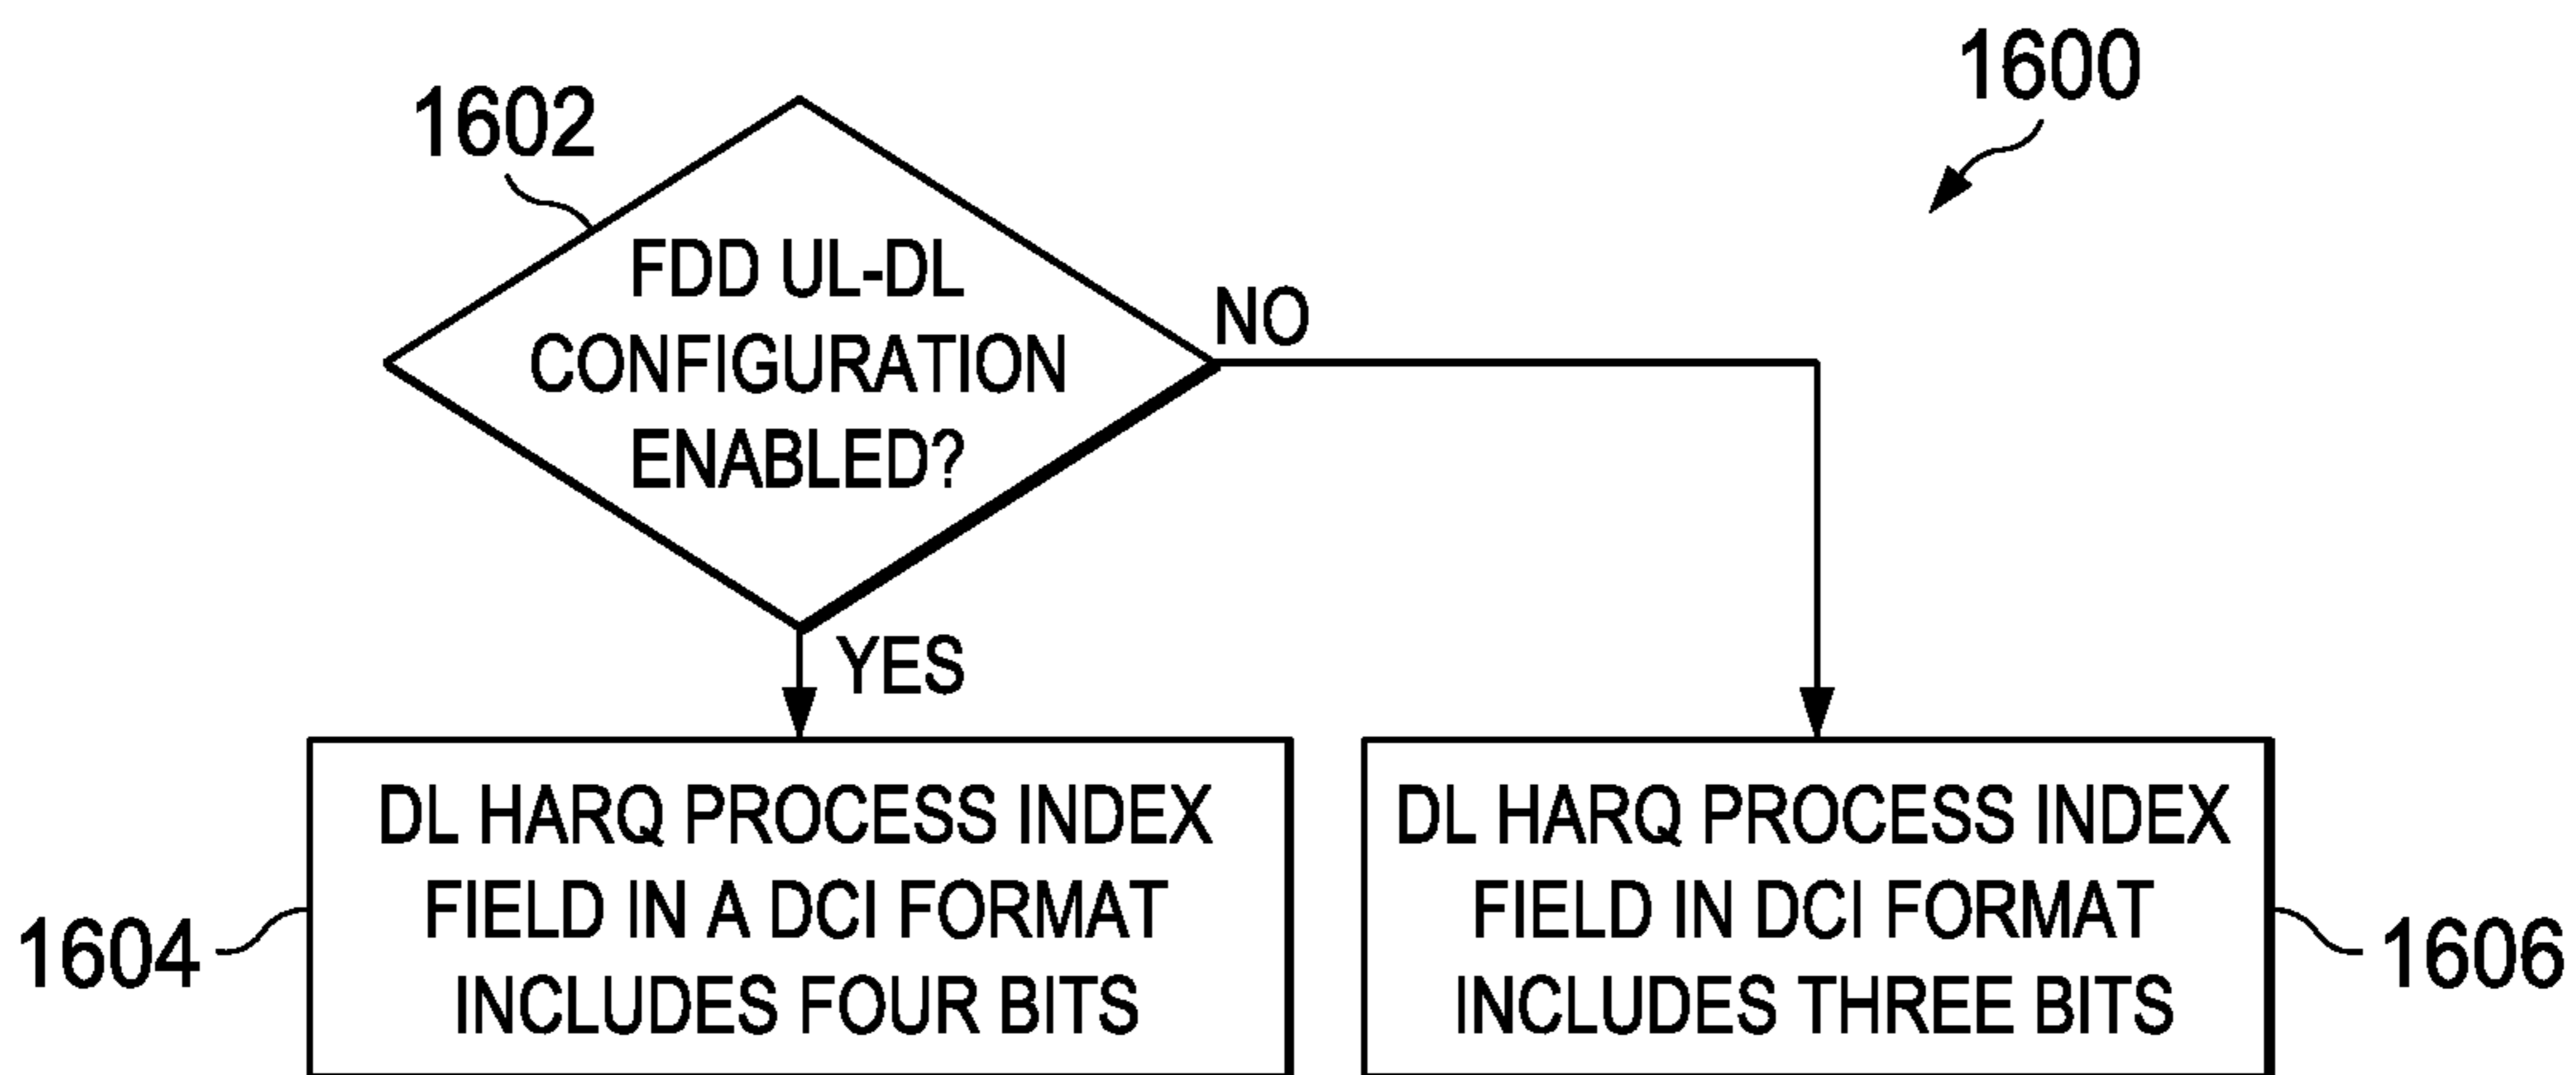 1600
1602
FDD UL-DL
CONFIGURATION
ENABLED?
NO
YES
DL HARQ PROCESS INDEX
FIELD IN A DCI FORMAT
INCLUDES FOUR BITS
1604
DL HARQ PROCESS INDEX
FIELD IN DCI FORMAT
INCLUDES THREE BITS
1606